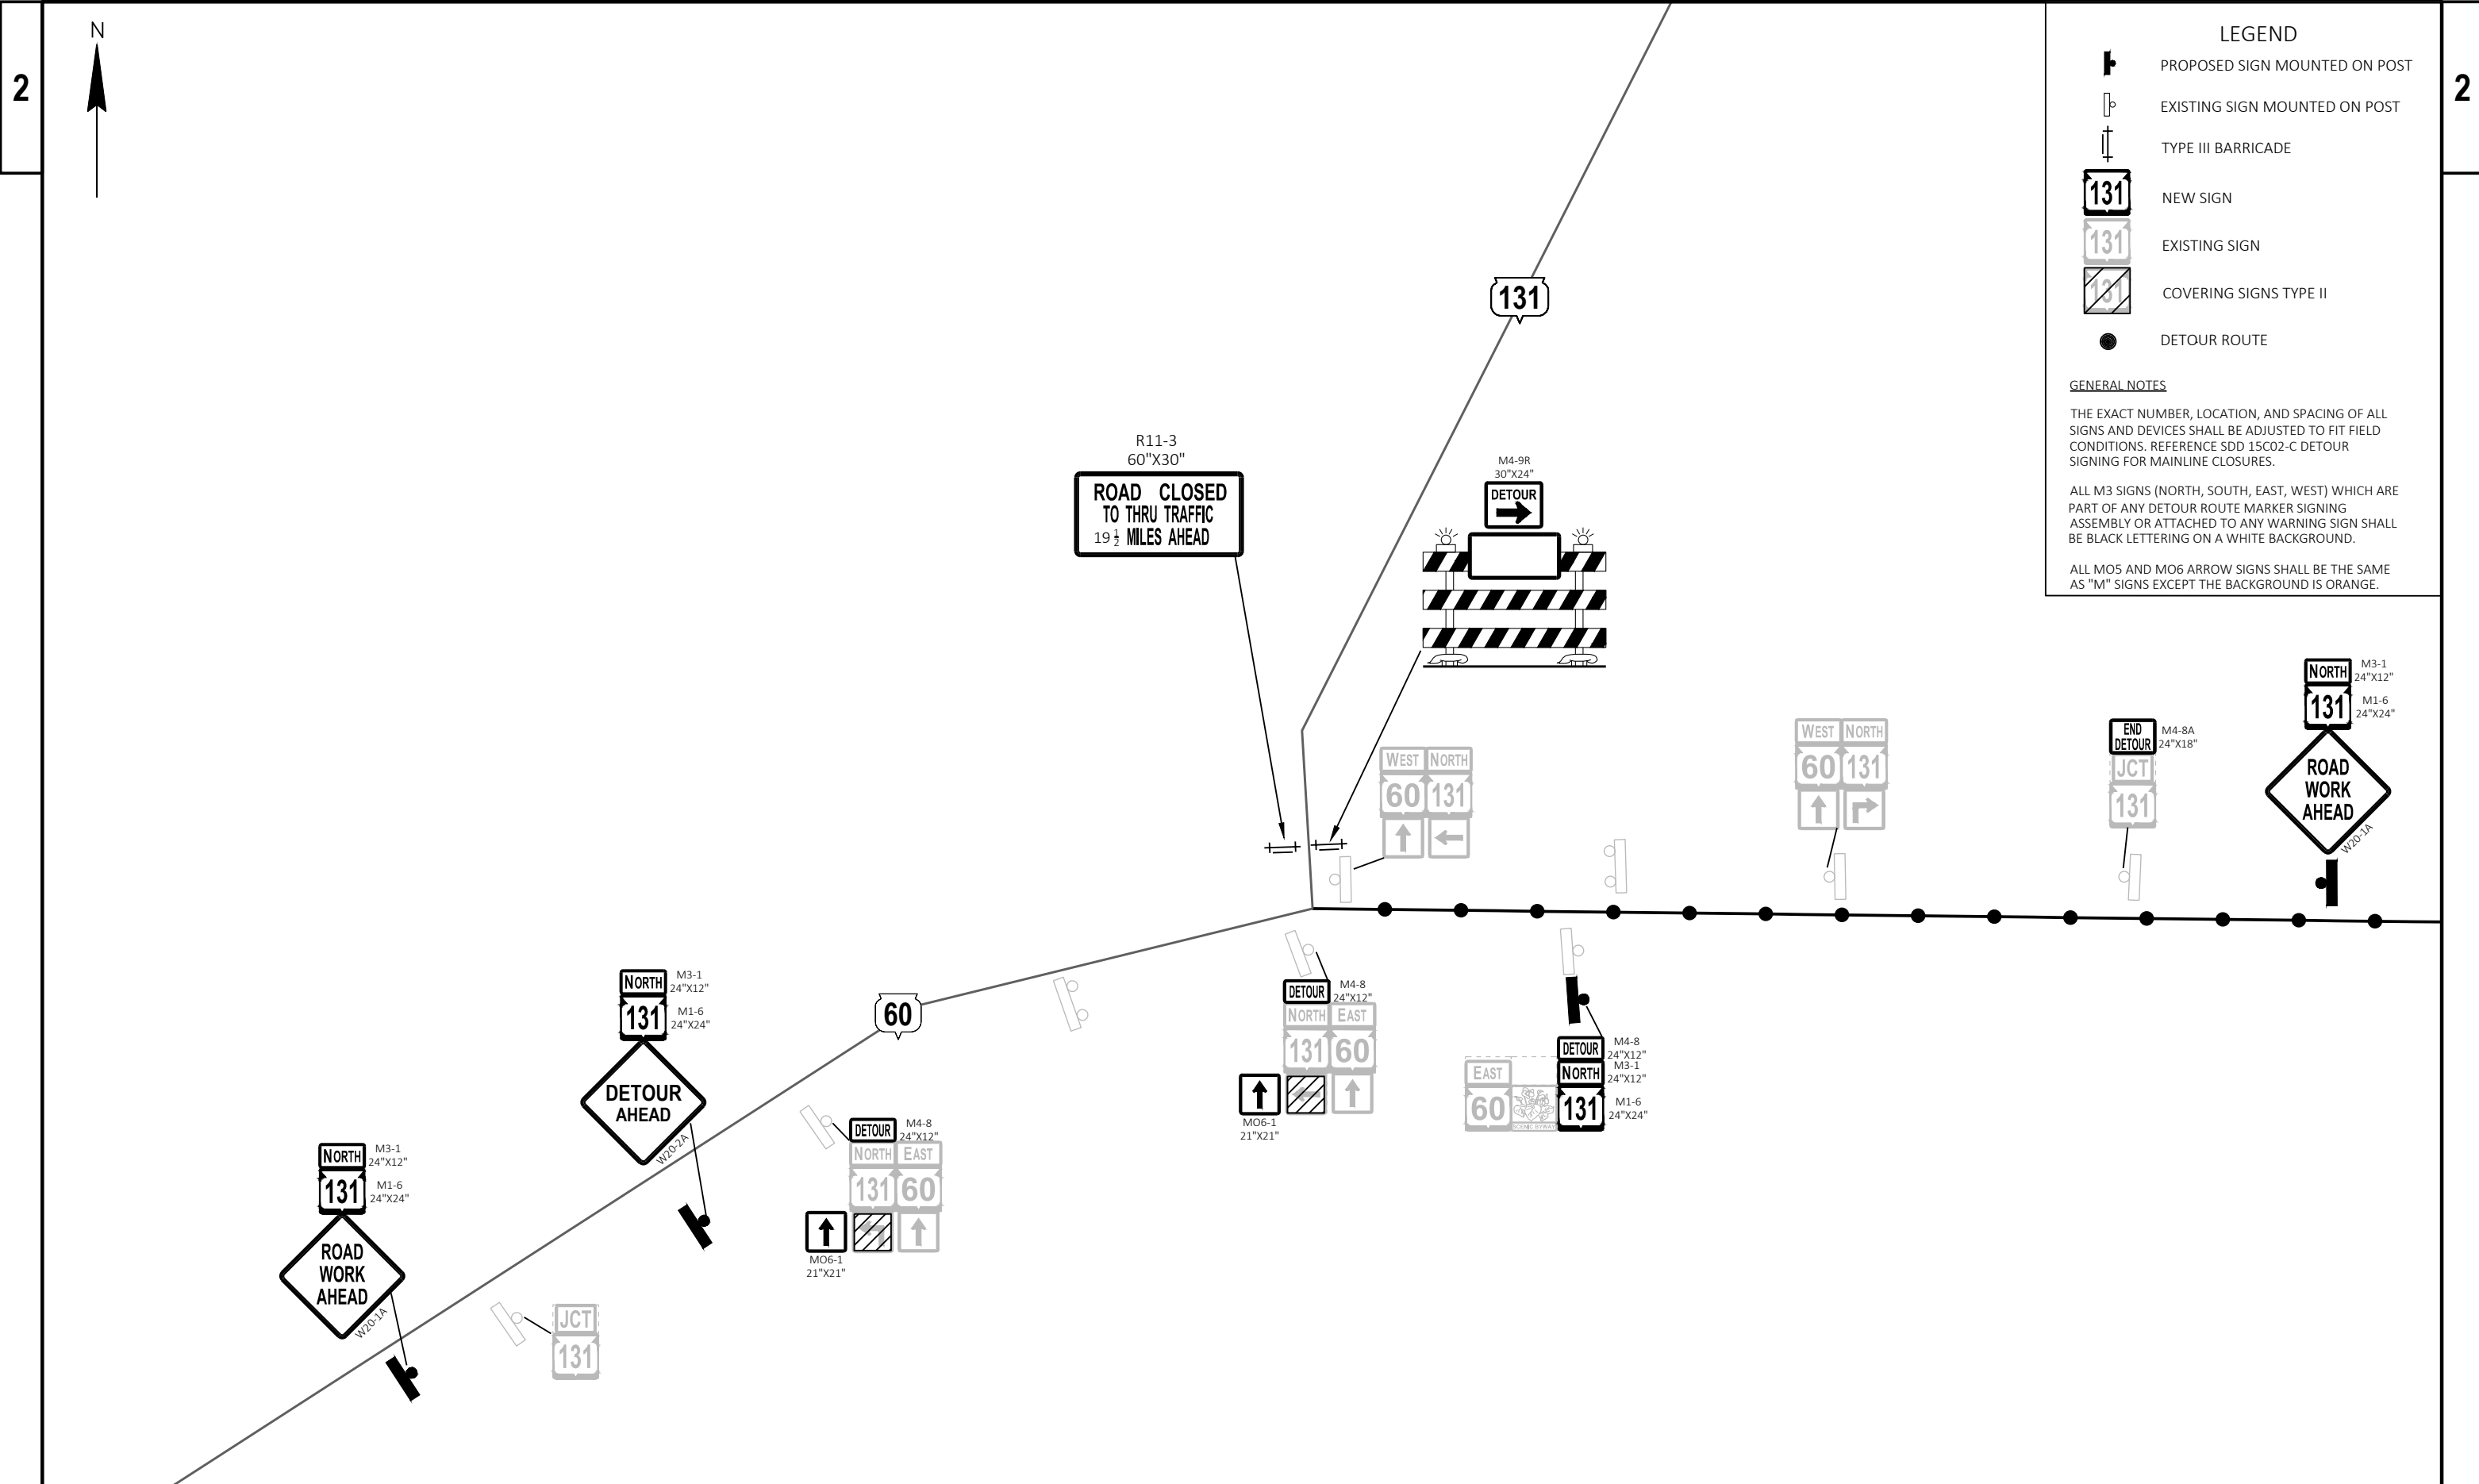 2
N
2
LEGEND
PROPOSED SIGN MOUNTED ON POST
EXISTING SIGN MOUNTED ON POST
TYPE III BARRICADE
131
NEW SIGN
131
EXISTING SIGN
131
COVERING SIGNS TYPE II
DETOUR ROUTE
GENERAL NOTES
THE EXACT NUMBER, LOCATION, AND SPACING OF ALL
SIGNS AND DEVICES SHALL BE ADJUSTED TO FIT FIELD
CONDITIONS. REFERENCE SDD 15C02-C DETOUR
SIGNING FOR MAINLINE CLOSURES.
ALL M3 SIGNS (NORTH, SOUTH, EAST, WEST) WHICH ARE
PART OF ANY DETOUR ROUTE MARKER SIGNING
ASSEMBLY OR ATTACHED TO ANY WARNING SIGN SHALL
BE BLACK LETTERING ON A WHITE BACKGROUND.
ALL MO5 AND MO6 ARROW SIGNS SHALL BE THE SAME
AS "M" SIGNS EXCEPT THE BACKGROUND IS ORANGE.
131
R11-3
60"X30"
ROAD CLOSED
TO THRU TRAFFIC
19 1/2 MILES AHEAD
M4-9R
30"X24"
DETOUR
WEST NORTH
60 131
WEST NORTH
60 131
END
DETOUR
M4-8A
24"X18"
JCT
131
NORTH
M3-1
24"X12"
131
M1-6
24"X24"
ROAD
WORK
AHEAD
W20-1A
NORTH
M3-1
24"X12"
131
M1-6
24"X24"
DETOUR
AHEAD
W20-2A
60
DETOUR
M4-8
24"X12"
NORTH EAST
131 60
MO6-1
21"X21"
DETOUR
M4-8
24"X12"
NORTH
M3-1
24"X12"
131
M1-6
24"X24"
EAST
60
SCENIC BYWAY
NORTH
M3-1
24"X12"
131
M1-6
24"X24"
ROAD
WORK
AHEAD
W20-1A
DETOUR
M4-8
24"X12"
NORTH EAST
131 60
MO6-1
21"X21"
JCT
131